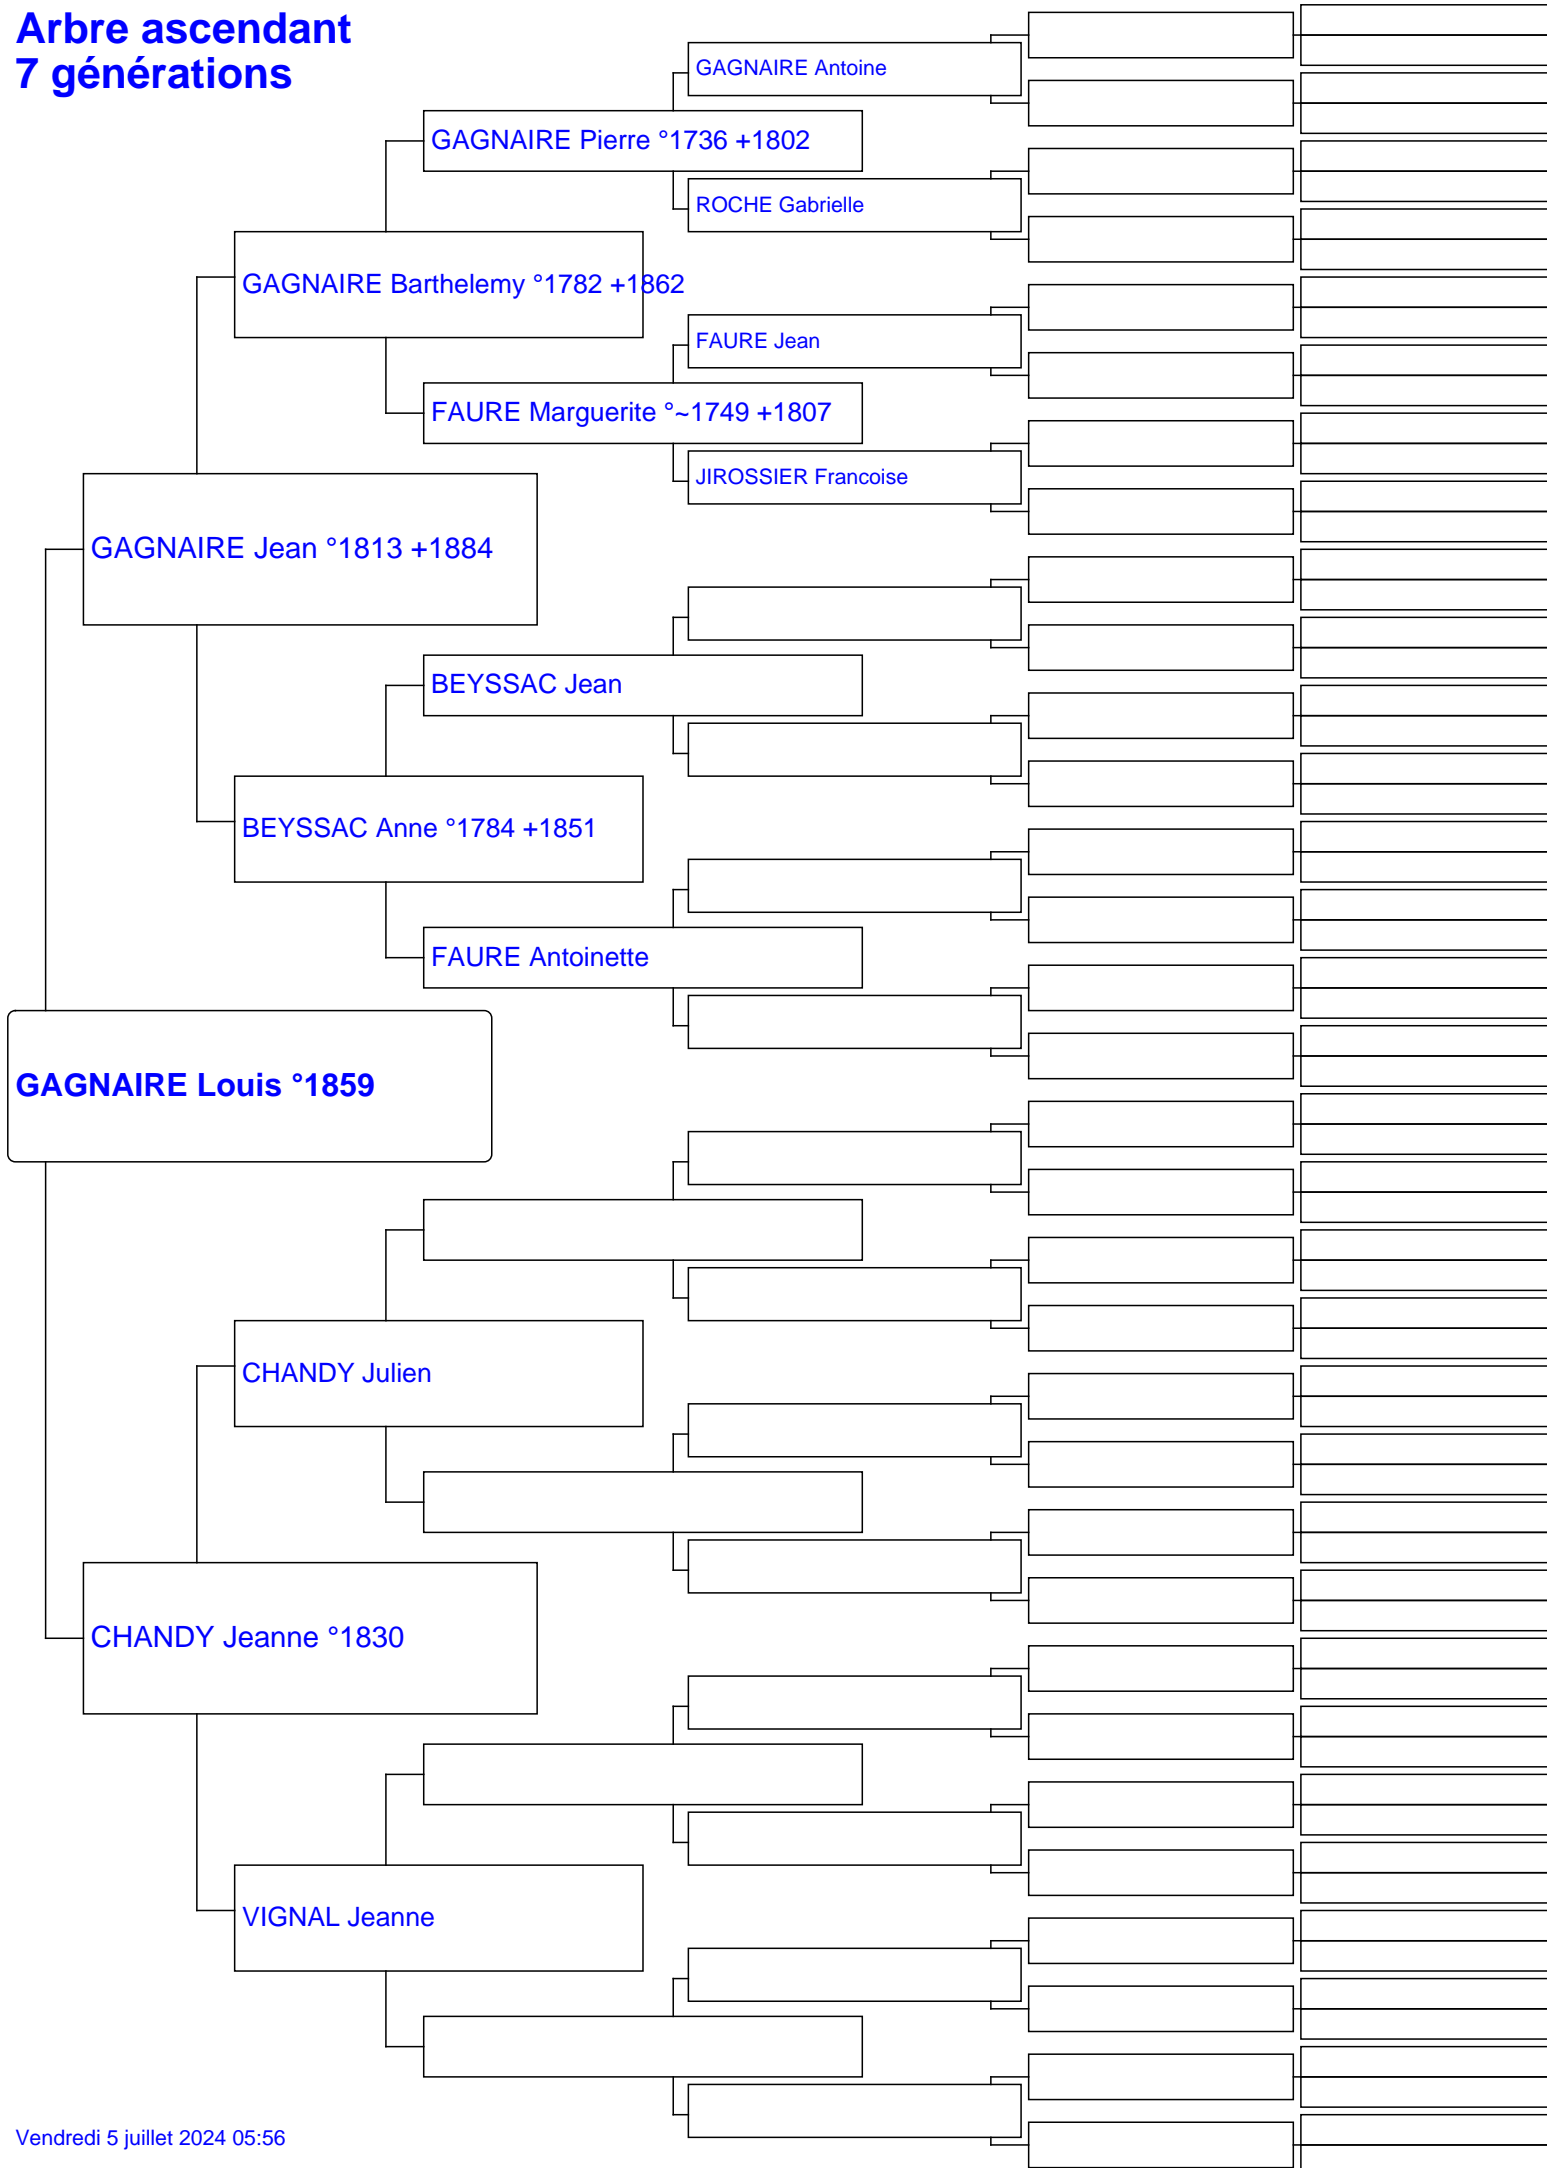 Arbre ascendant
7 générations
GAGNAIRE Antoine
GAGNAIRE Pierre °1736 +1802
ROCHE Gabrielle
GAGNAIRE Barthelemy °1782 +1862
FAURE Jean
FAURE Marguerite °~1749 +1807
JIROSSIER Francoise
GAGNAIRE Jean °1813 +1884
BEYSSAC Jean
BEYSSAC Anne °1784 +1851
FAURE Antoinette
GAGNAIRE Louis °1859
CHANDY Julien
CHANDY Jeanne °1830
VIGNAL Jeanne
Vendredi 5 juillet 2024 05:56